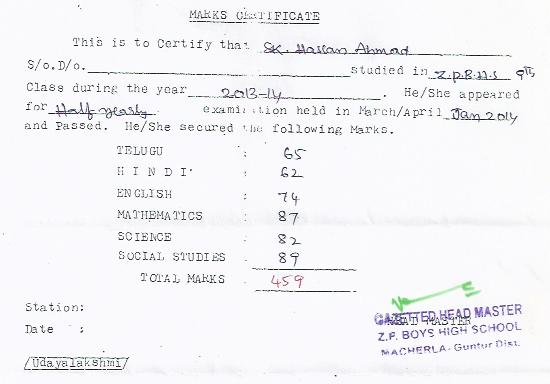 MARKS CERTIFICATE
This is to Certify that SK. Hassan Ahmad
S/o.D/o. studied in Z.P.B.H.S 9th
Class during the year 2013-14. He/She appeared
for Half yearly examination held in March/April Jan 2014
and Passed. He/She secured the following Marks.
TELUGU : 65
HINDI : 62
ENGLISH : 74
MATHEMATICS : 87
SCIENCE : 82
SOCIAL STUDIES : 89
TOTAL MARKS . 459
Station:
HEAD MASTER
GAZETTED HEAD MASTER
Z.P. BOYS HIGH SCHOOL
MACHERLA- Guntur Dist.
Date :
/Udayalakshmi/